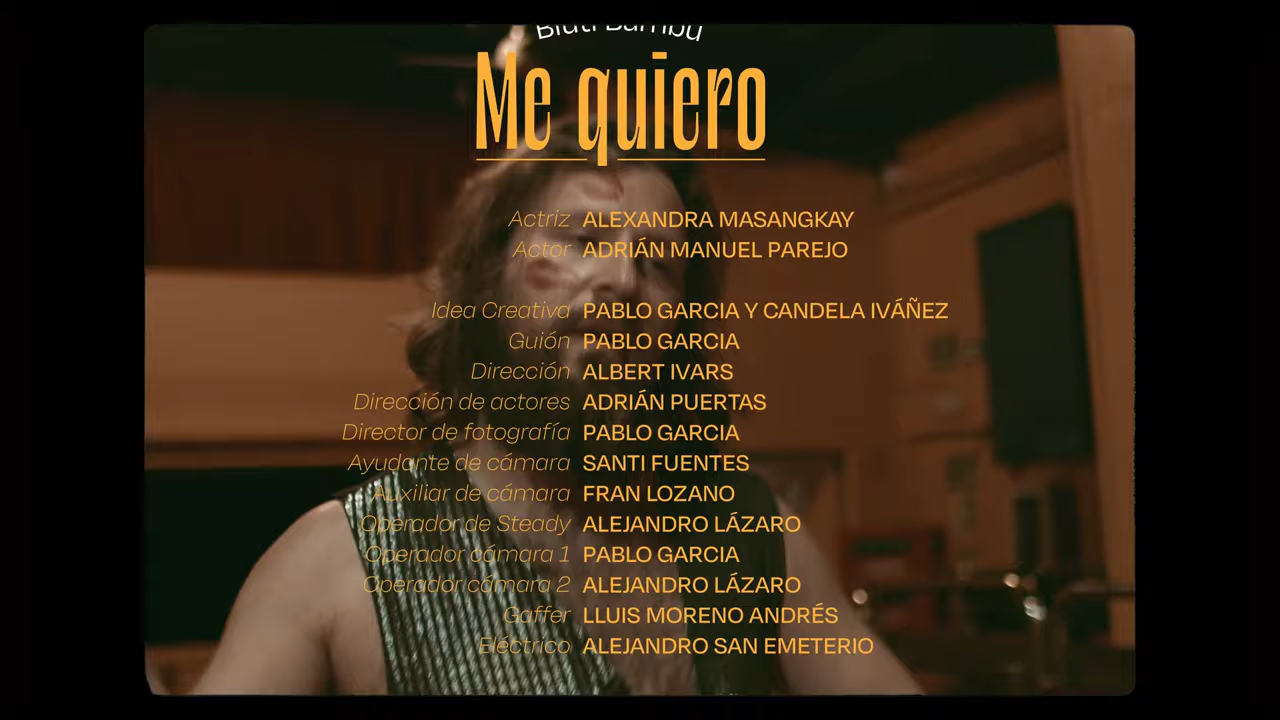 Me quiero
Actriz ALEXANDRA MASANGKAY
Actor ADRIÁN MANUEL PAREJO
Idea Creativa PABLO GARCIA Y CANDELA IVÁÑEZ
Guión PABLO GARCIA
Dirección ALBERT IVARS
Dirección de actores ADRIÁN PUERTAS
Director de fotografía PABLO GARCIA
Ayudante de cámara SANTI FUENTES
Auxiliar de cámara FRAN LOZANO
Operador de Steady ALEJANDRO LÁZARO
Operador cámara 1 PABLO GARCIA
Operador cámara 2 ALEJANDRO LÁZARO
Gaffer LLUIS MORENO ANDRÉS
Eléctrico ALEJANDRO SAN EMETERIO